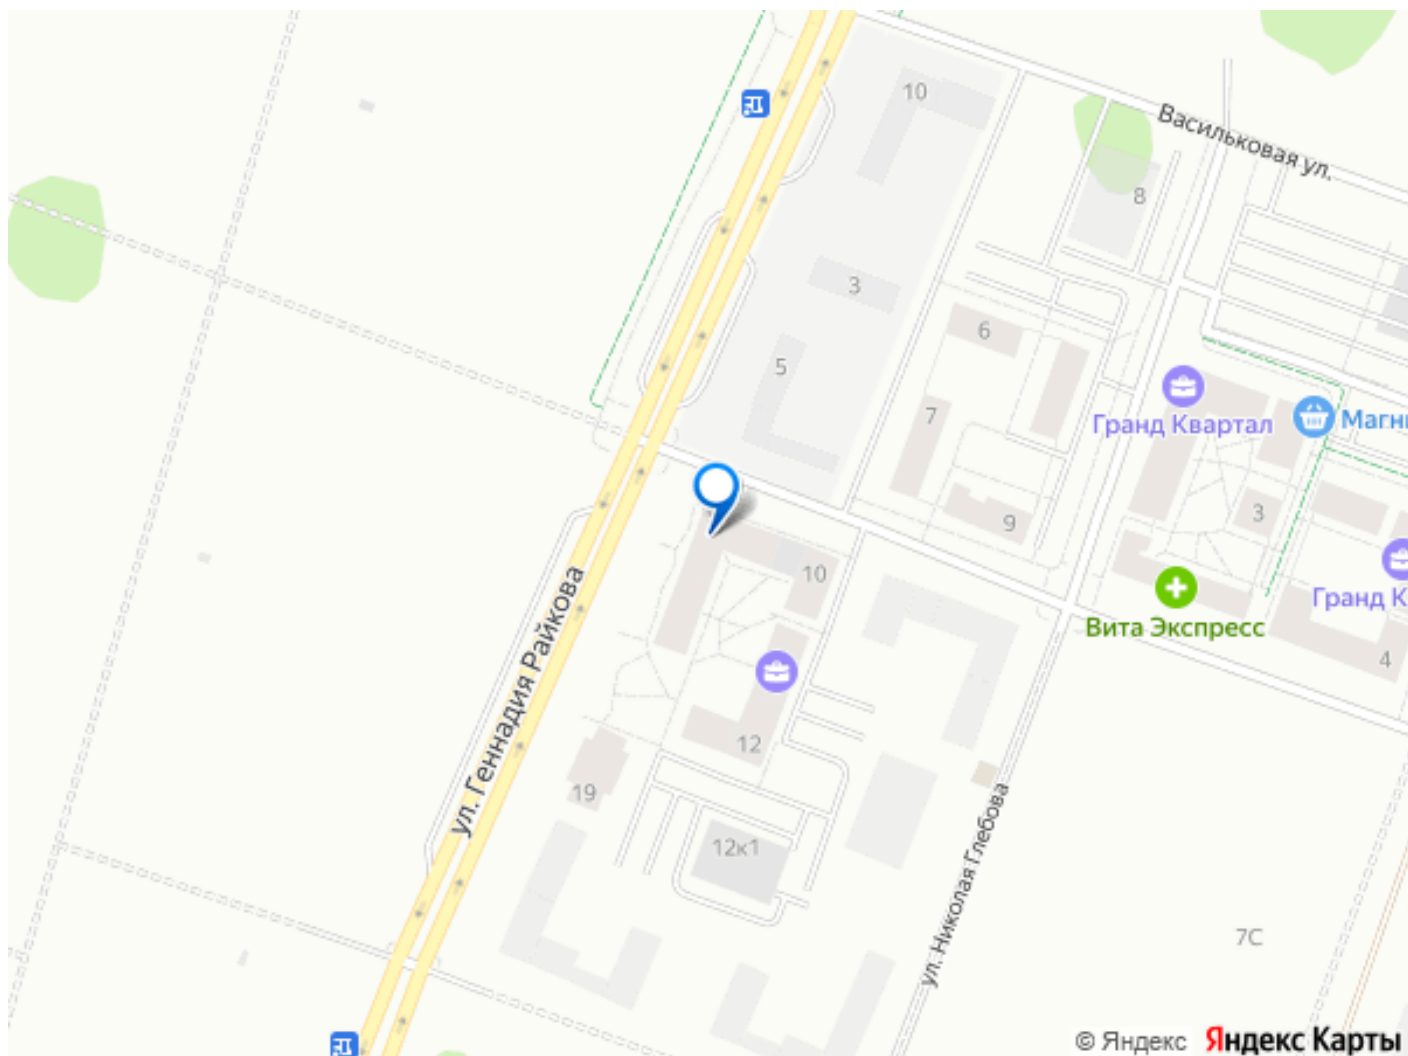 10
Васильковая ул.
8
3
6
5
7
Гранд Квартал
Магни
9
3
10
Вита Экспресс
Гранд К
4
ул. Геннадия Райкова
12
19
12к1
ул. Николая Глебова
7С
© Яндекс
Яндекс Карты